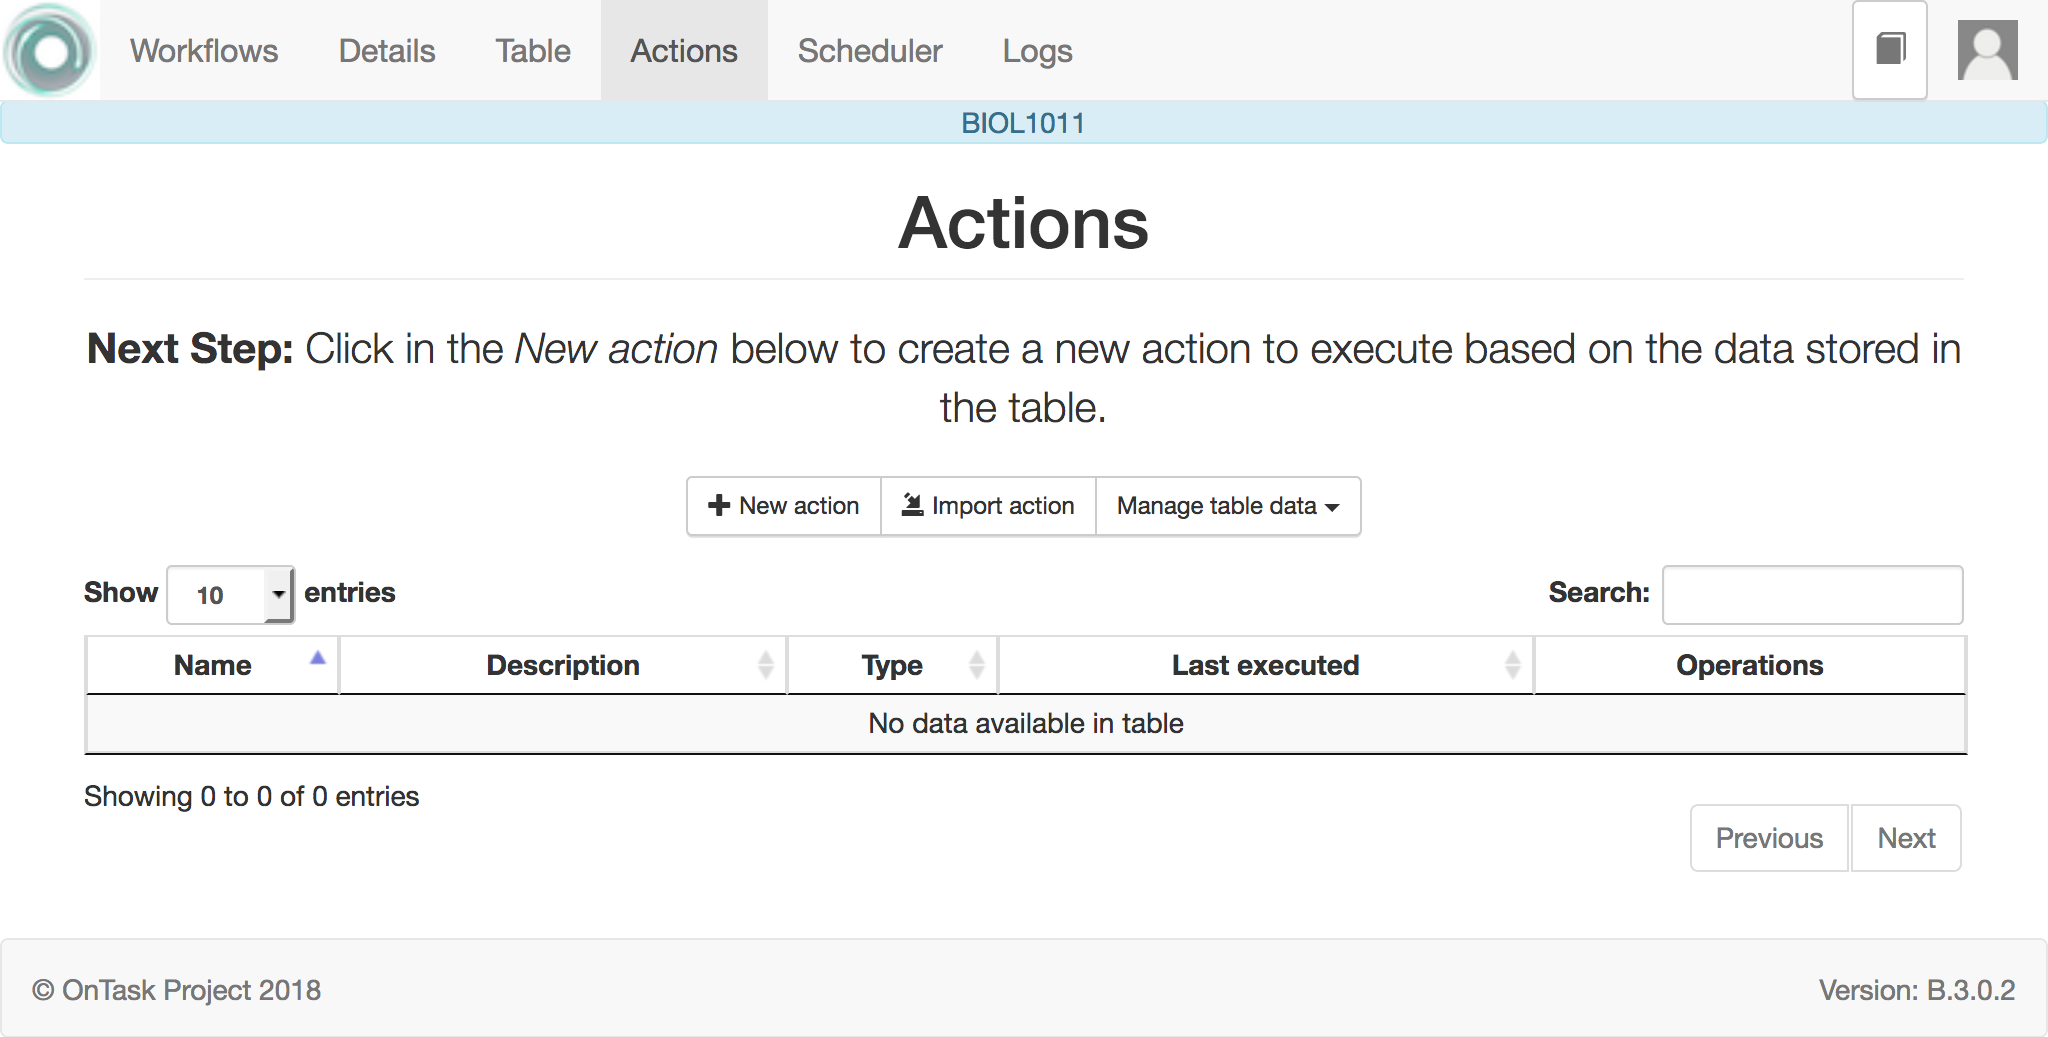 Workflows Details Table Actions Scheduler Logs
BIOL1011
Actions
Next Step: Click in the New action below to create a new action to execute based on the data stored in
the table.
New action Import action Manage table data
Show 10 entries Search:
Name Description Type Last executed Operations
No data available in table
Showing 0 to 0 of 0 entries
Previous Next
© OnTask Project 2018 Version: B.3.0.2